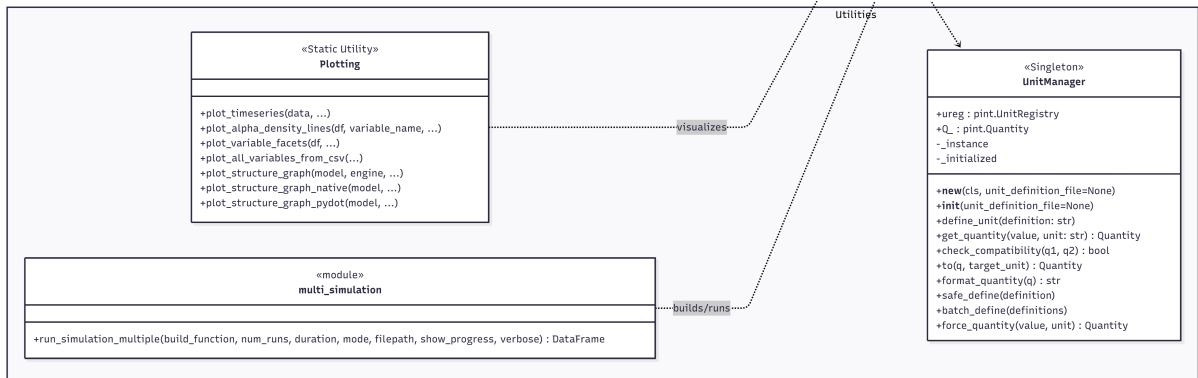 Utilities
«Static Utility»
Plotting
+plot_timeseries(data, ...)
+plot_alpha_density_lines(df, variable_name, ...)
+plot_variable_facets(df, ...)
+plot_all_variables_from_csv(...)
+plot_structure_graph(model, engine, ...)
+plot_structure_graph_native(model, ...)
+plot_structure_graph_pydot(model, ...)
visualizes
«Singleton»
UnitManager
+ureg : pint.UnitRegistry
+Q_ : pint.Quantity
-_instance
-_initialized
+new(cls, unit_definition_file=None)
+init(unit_definition_file=None)
+define_unit(definition: str)
+get_quantity(value, unit: str) : Quantity
+check_compatibility(q1, q2) : bool
+to(q, target_unit) : Quantity
+format_quantity(q) : str
+safe_define(definition)
+batch_define(definitions)
+force_quantity(value, unit) : Quantity
«module»
multi_simulation
+run_simulation_multiple(build_function, num_runs, duration, mode, filepath, show_progress, verbose) : DataFrame
builds/runs